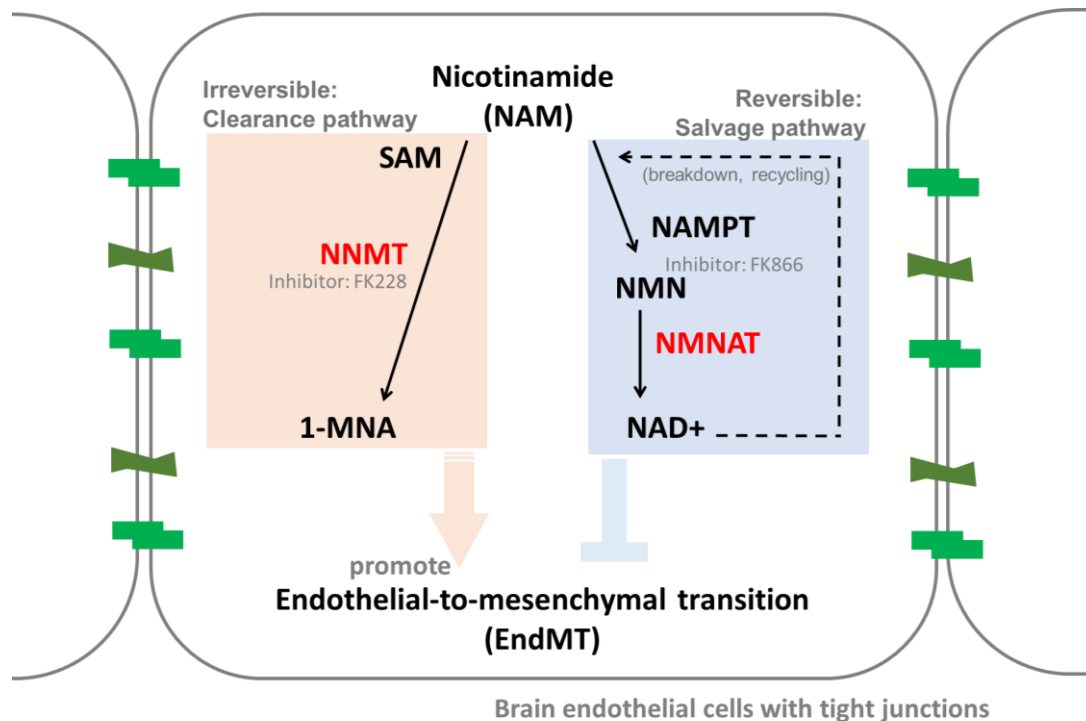 Nicotinamide
(NAM)
Irreversible:
Clearance pathway
SAM
NNMT
Inhibitor: FK228
1-MNA
Reversible:
Salvage pathway
(breakdown, recycling)
NAMPT
Inhibitor: FK866
NMN
NMNAT
NAD+
promote
Endothelial-to-mesenchymal transition
(EndMT)
Brain endothelial cells with tight junctions